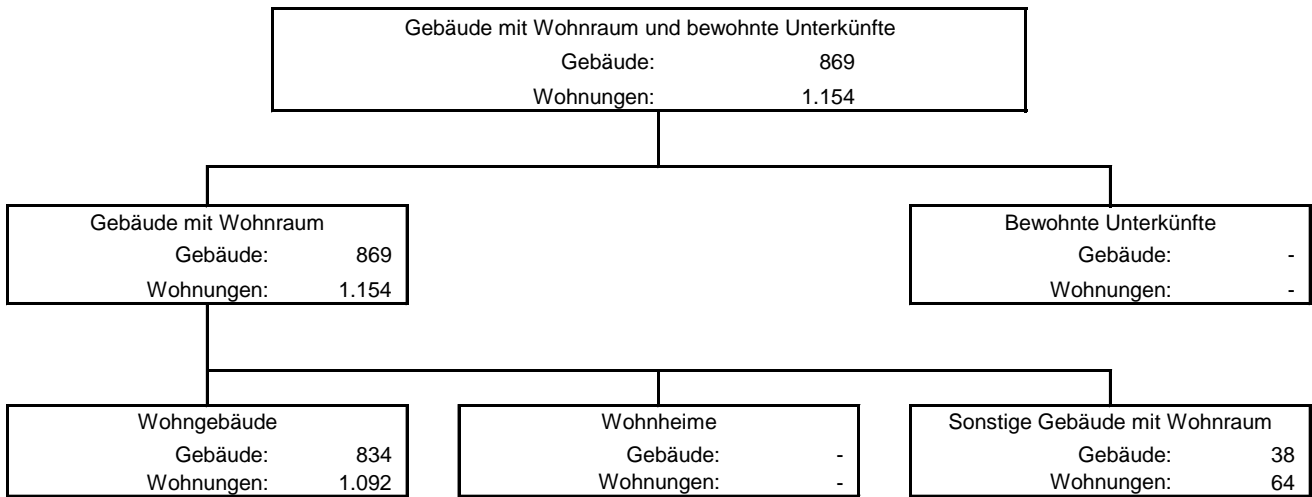 Gebäude mit Wohnraum und bewohnte Unterkünfte
Gebäude: 869
Wohnungen: 1.154
Gebäude mit Wohnraum
Gebäude: 869
Wohnungen: 1.154
Bewohnte Unterkünfte
Gebäude: -
Wohnungen: -
Wohngebäude
Gebäude: 834
Wohnungen: 1.092
Wohnheime
Gebäude: -
Wohnungen: -
Sonstige Gebäude mit Wohnraum
Gebäude: 38
Wohnungen: 64